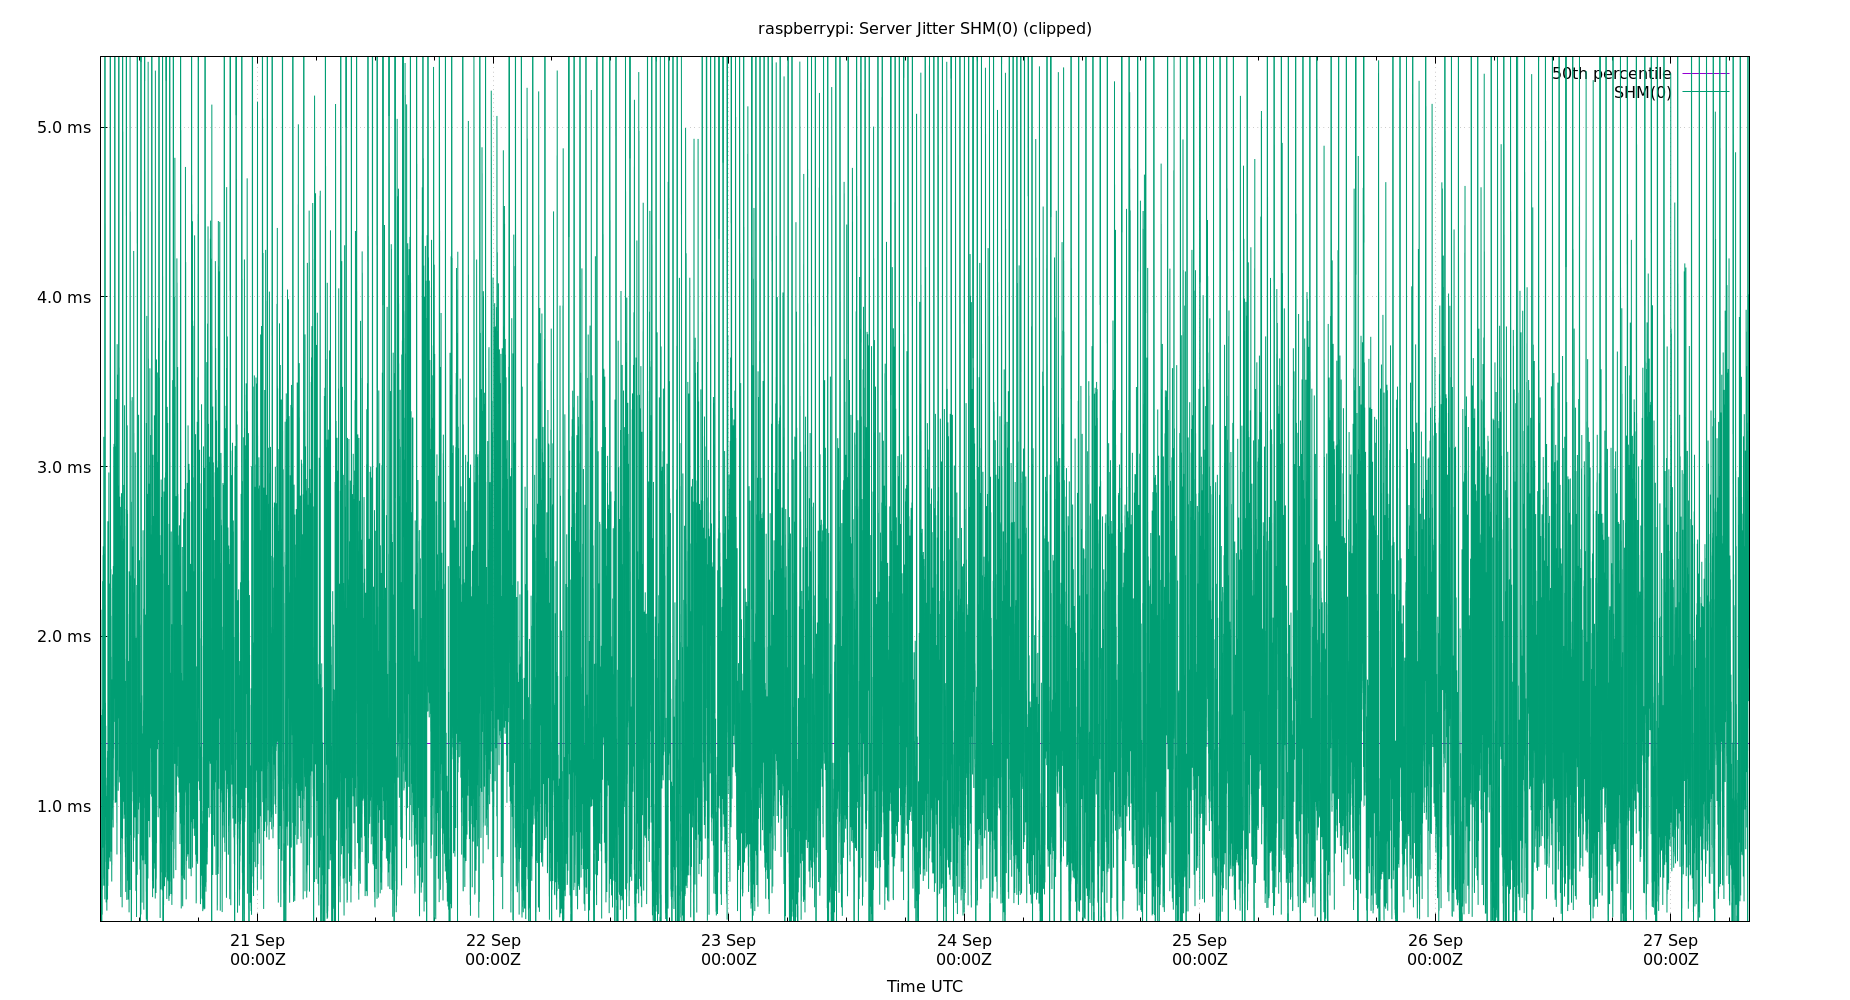 raspberrypi: Server Jitter SHM(0) (clipped)
50th percentile
SHM(0)
5.0 ms
4.0 ms
3.0 ms
2.0 ms
1.0 ms
21 Sep 22 Sep 23 Sep 24 Sep 25 Sep 26 Sep 27 Sep
00:00Z 00:00Z 00:00Z 00:00Z 00:00Z 00:00Z 00:00Z
Time UTC